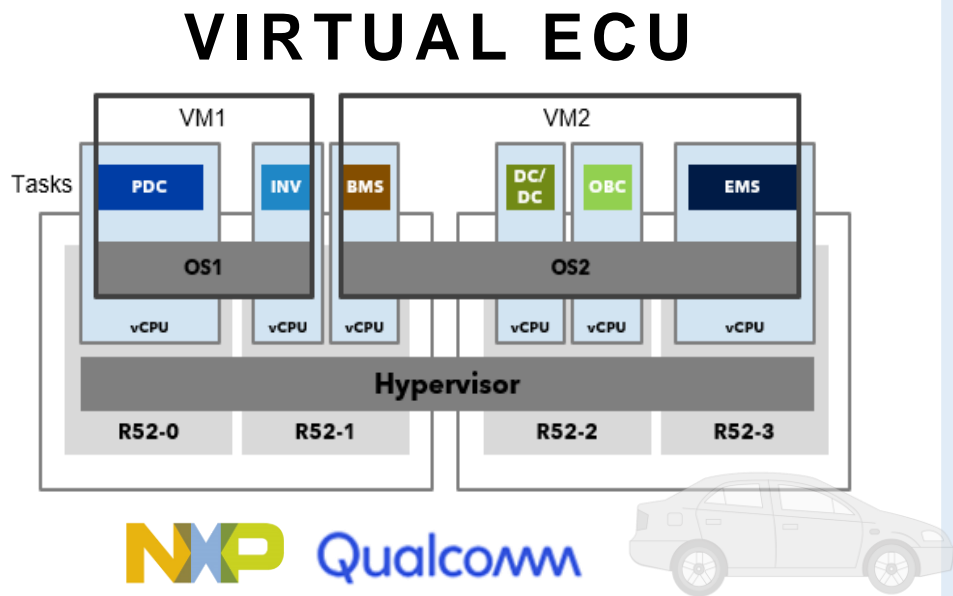 VIRTUAL ECU
VM1 VM2
Tasks PDC INV BMS DC/ OBC EMS
DC
OS1 OS2
vCPU vCPU vCPU vCPU vCPU vCPU
Hypervisor
R52-0 R52-1 R52-2 R52-3
NXP Qualcomm